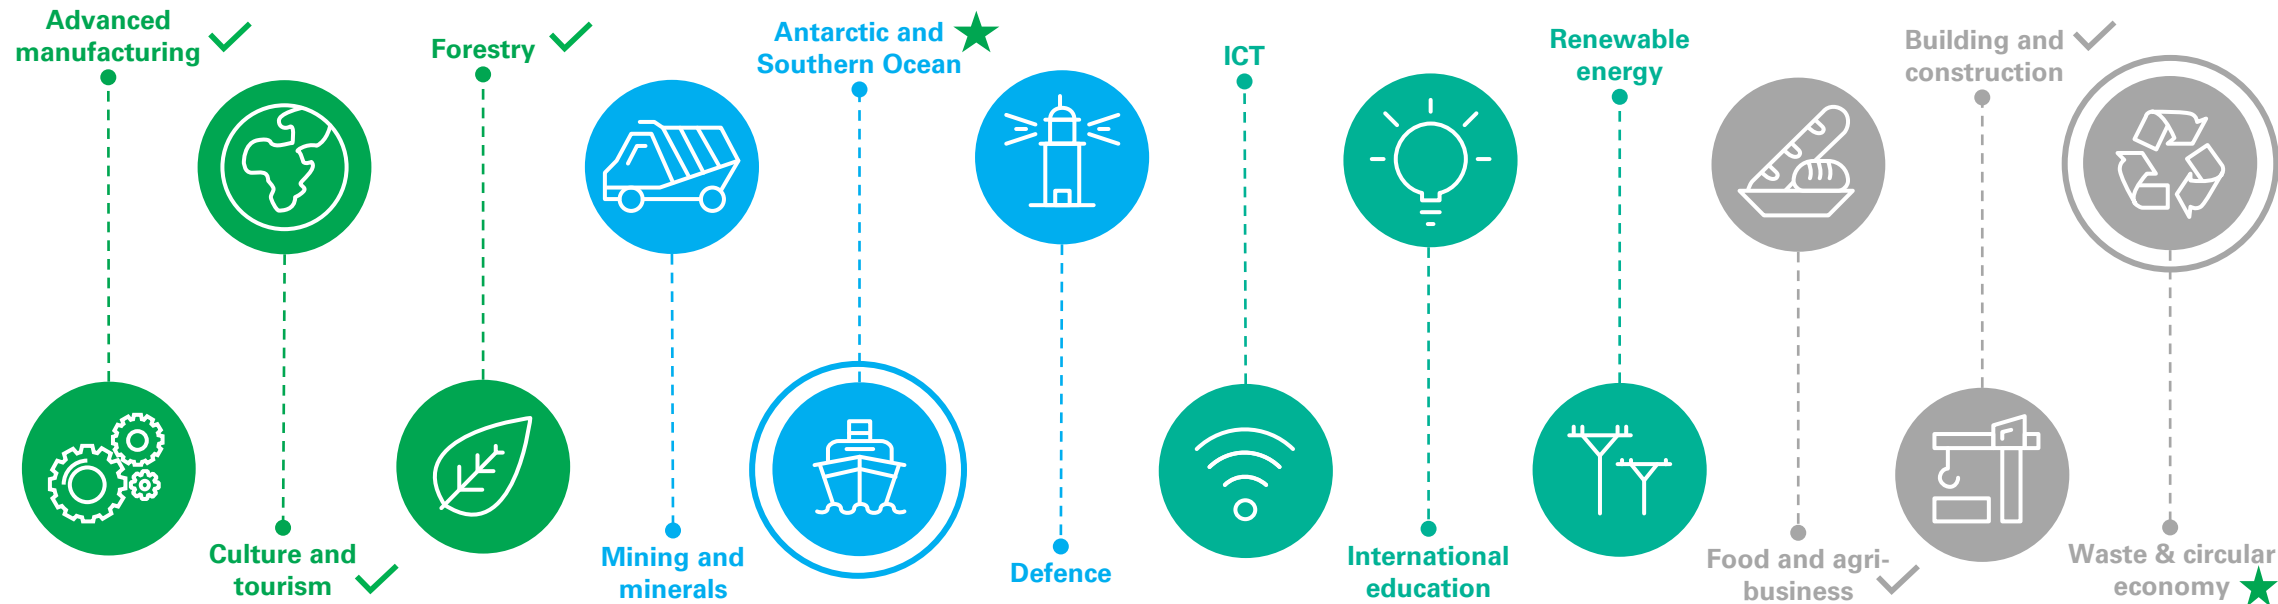 Advanced
manufacturing
Culture and
tourism
Forestry
Mining and
minerals
Antarctic and
Southern Ocean
Defence
ICT
International
education
Renewable
energy
Food and agri-
business
Building and
construction
Waste & circular
economy